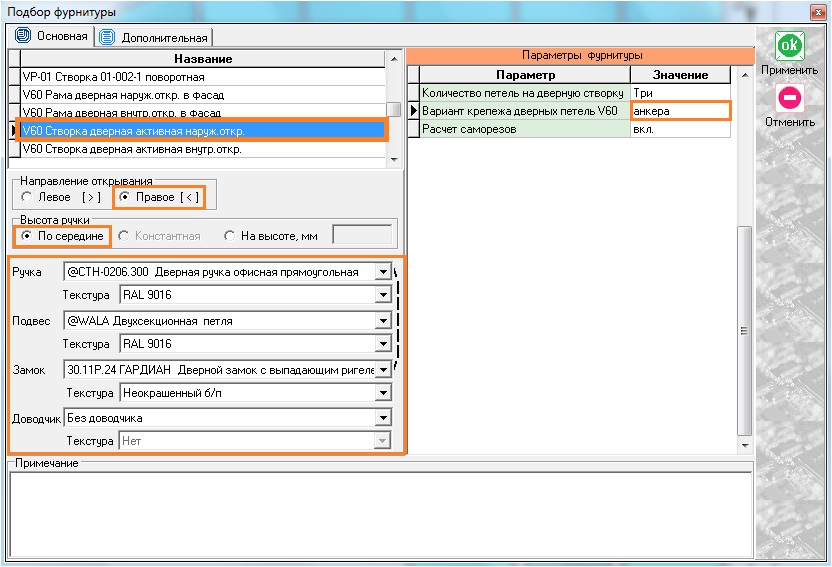 Подбор фурнитуры
Основная
Дополнительная
Название
VP-01 Створка 01-002-1 поворотная
V60 Рама дверная наруж.откр. в фасад
V60 Рама дверная внутр.откр. в фасад
V60 Створка дверная активная наруж.откр.
V60 Створка дверная активная внутр.откр.
Направление открывания
Левое [>]
Правое [<]
Высота ручки
По середине
Константная
На высоте, мм
Ручка @СТН-0206.300 Дверная ручка офисная прямоугольная
Текстура RAL 9016
Подвес @WALA Двухсекционная петля
Текстура RAL 9016
Замок 30.11Р.24 ГАРДИАН Дверной замок с выпадающим ригеле
Текстура Неокрашенный б/п
Доводчик Без доводчика
Текстура Нет
Параметры фурнитуры
Параметр Значение
Количество петель на дверную створку Три
Вариант крепежа дверных петель V60 анкера
Расчет саморезов вкл.
ok
Применить
Отменить
Примечание